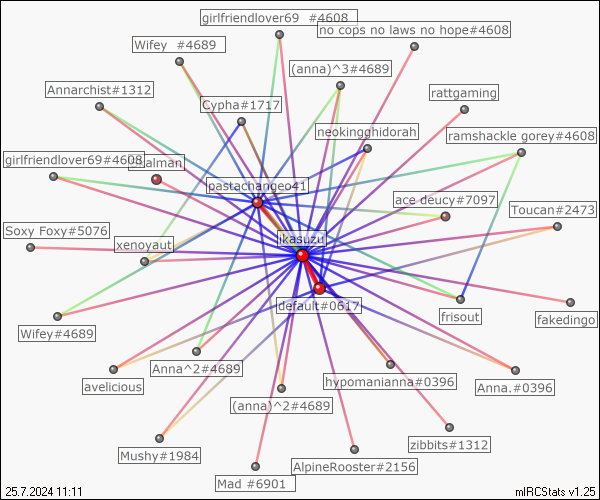 girlfriendlover69 #4608
no cops no laws no hope#4608
Wifey #4689
(anna)^3#4689
Annarchist#1312
rattgaming
Cypha#1717
neokingghidorah
ramshackle gorey#4608
girlfriendlover69#4608
pastachangeo41
ace deucy#7097
Toucan#2473
Soxy Foxy#5076
xenoyaut
ikasuzu
default#0617
frisout
fakedingo
Wifey#4689
Anna^2#4689
avelicious
hypomanianna#0396
Anna.#0396
(anna)^2#4689
zibbits#1312
Mushy#1984
AlpineRooster#2156
Mad #6901
25.7.2024 11:11
mIRCStats v1.25